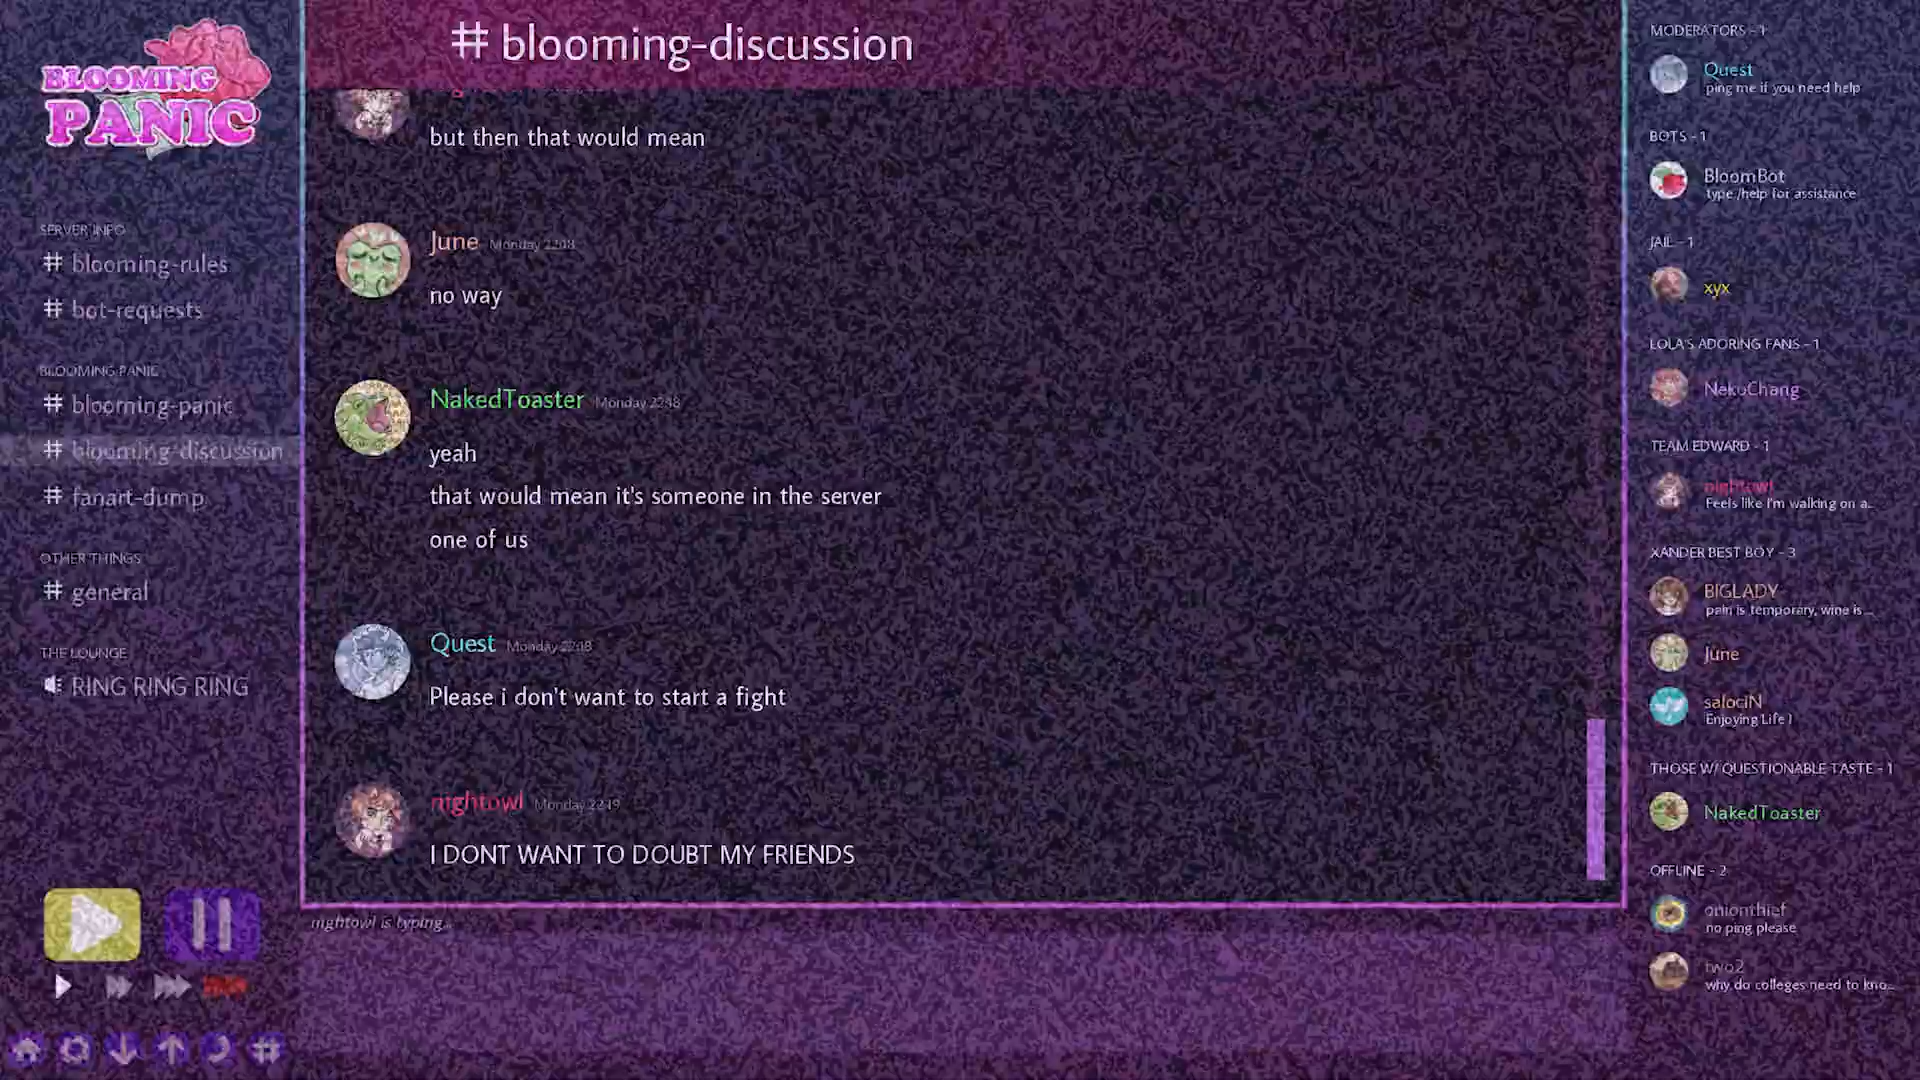 BLOOMING
PANIC
SERVER INFO
# blooming-rules
# bot-requests
BLOOMING PANIC
# blooming-panic
# blooming-discussion
# fanart-dump
OTHER THINGS
# general
THE LOUNGE
RING RING RING
# blooming-discussion
but then that would mean
June Monday 22:18
no way
NakedToaster Monday 22:18
yeah
that would mean it's someone in the server
one of us
Quest Monday 22:18
Please i don't want to start a fight
nightowl Monday 22:19
I DONT WANT TO DOUBT MY FRIENDS
nightowl is typing...
MODERATORS - 1
Quest
ping me if you need help
BOTS - 1
BloomBot
type /help for assistance
JAIL - 1
xyx
LOLA'S ADORING FANS - 1
NekoChang
TEAM EDWARD - 1
nightowl
Feels like I'm walking on a...
XANDER BEST BOY - 3
BIGLADY
pain is temporary, wine is...
June
salociN
Enjoying Life !
THOSE W/ QUESTIONABLE TASTE - 1
NakedToaster
OFFLINE - 2
onionthief
no ping please
two2
why do colleges need to kno...